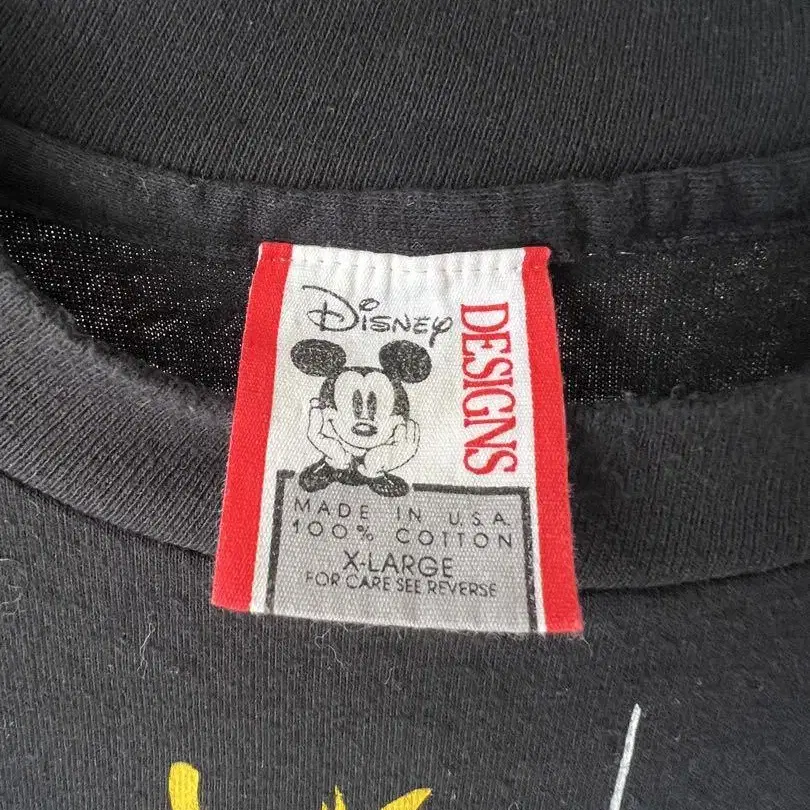 Disney
DESIGNS
MADE IN U.S.A.
100% COTTON
X-LARGE
FOR CARE SEE REVERSE